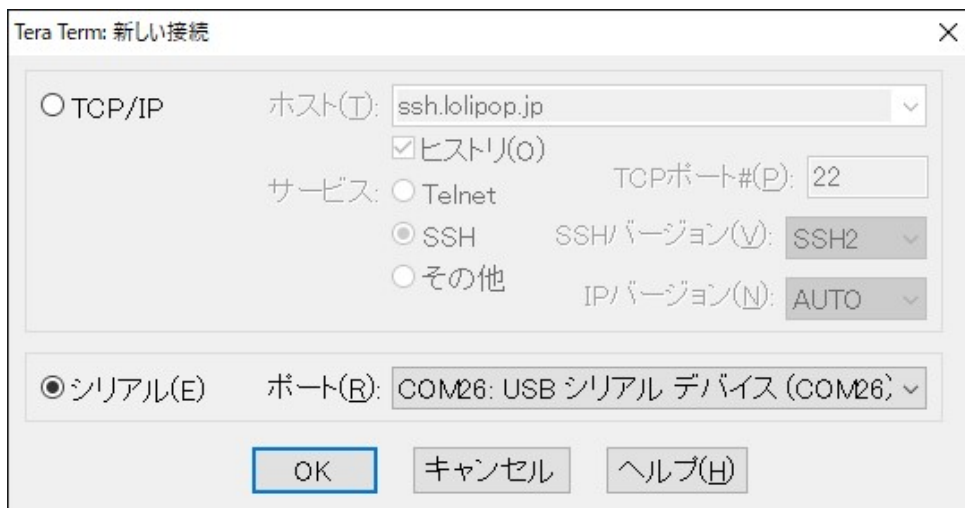 Tera Term: 新しい接続
TCP/IP ホスト(T): ssh.lolipop.jp
ヒストリ(O)
サービス: Telnet TCPポート#(P): 22
SSH SSHバージョン(V): SSH2
その他 IPバージョン(N): AUTO
シリアル(E) ポート(R): COM26: USB シリアル デバイス (COM26)
OK キャンセル ヘルプ(H)